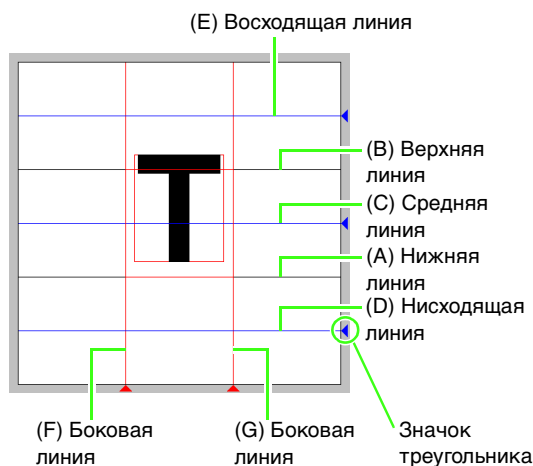 (E) Восходящая линия
T
(B) Верхняя
линия
(C) Средняя
линия
(A) Нижняя
линия
(D) Нисходящая
линия
(F) Боковая
линия
(G) Боковая
линия
Значок
треугольника